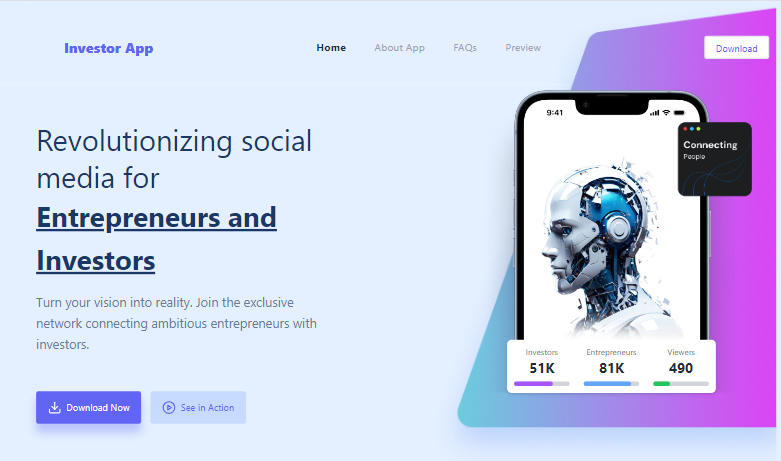 Investor App
Home About App FAQs Preview
Download
9:41
Connecting
People
Revolutionizing social
media for
Entrepreneurs and
Investors
Turn your vision into reality. Join the exclusive
network connecting ambitious entrepreneurs with
investors.
Investors Entrepreneurs Viewers
51K 81K 490
Download Now See in Action